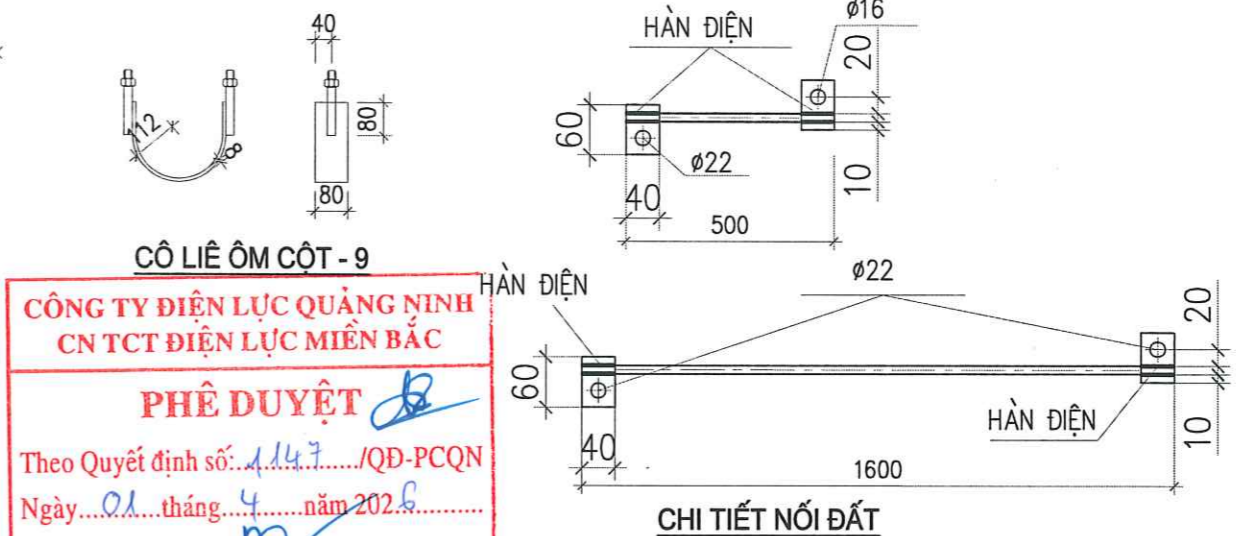 40
112
8
80
80
CÔ LIÊ ÔM CỘT - 9
HÀN ĐIỆN
ø16
20
60
ø22
40
10
500
HÀN ĐIỆN
ø22
20
60
40
HÀN ĐIỆN
10
1600
CHI TIẾT NỐI ĐẤT
CÔNG TY ĐIỆN LỰC QUẢNG NINH
CN TCT ĐIỆN LỰC MIỀN BẮC
PHÊ DUYỆT
Theo Quyết định số:...1147...../QĐ-PCQN
Ngày....01....tháng....4......năm 2026............